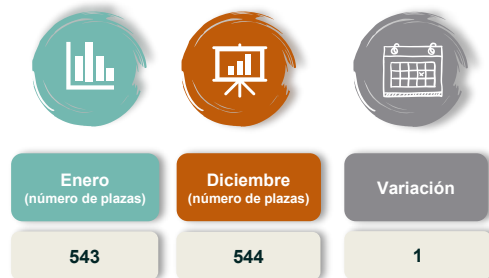 Enero
(número de plazas)
Diciembre
(número de plazas)
Variación
543
544
1